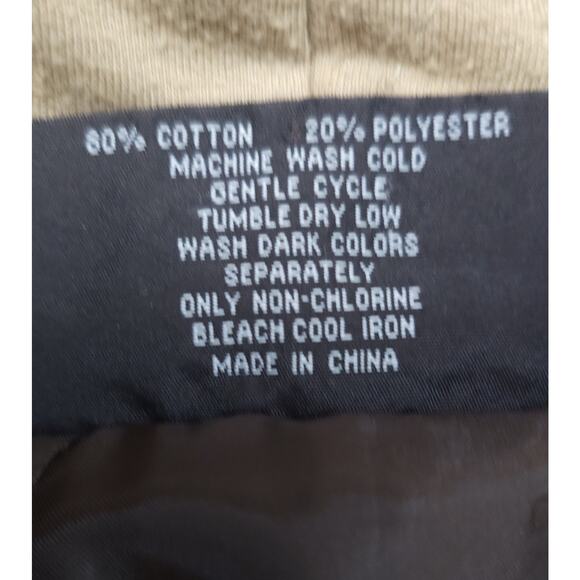 80% COTTON 20% POLYESTER
MACHINE WASH COLD
GENTLE CYCLE
TUMBLE DRY LOW
WASH DARK COLORS
SEPARATELY
ONLY NON-CHLORINE
BLEACH COOL IRON
MADE IN CHINA